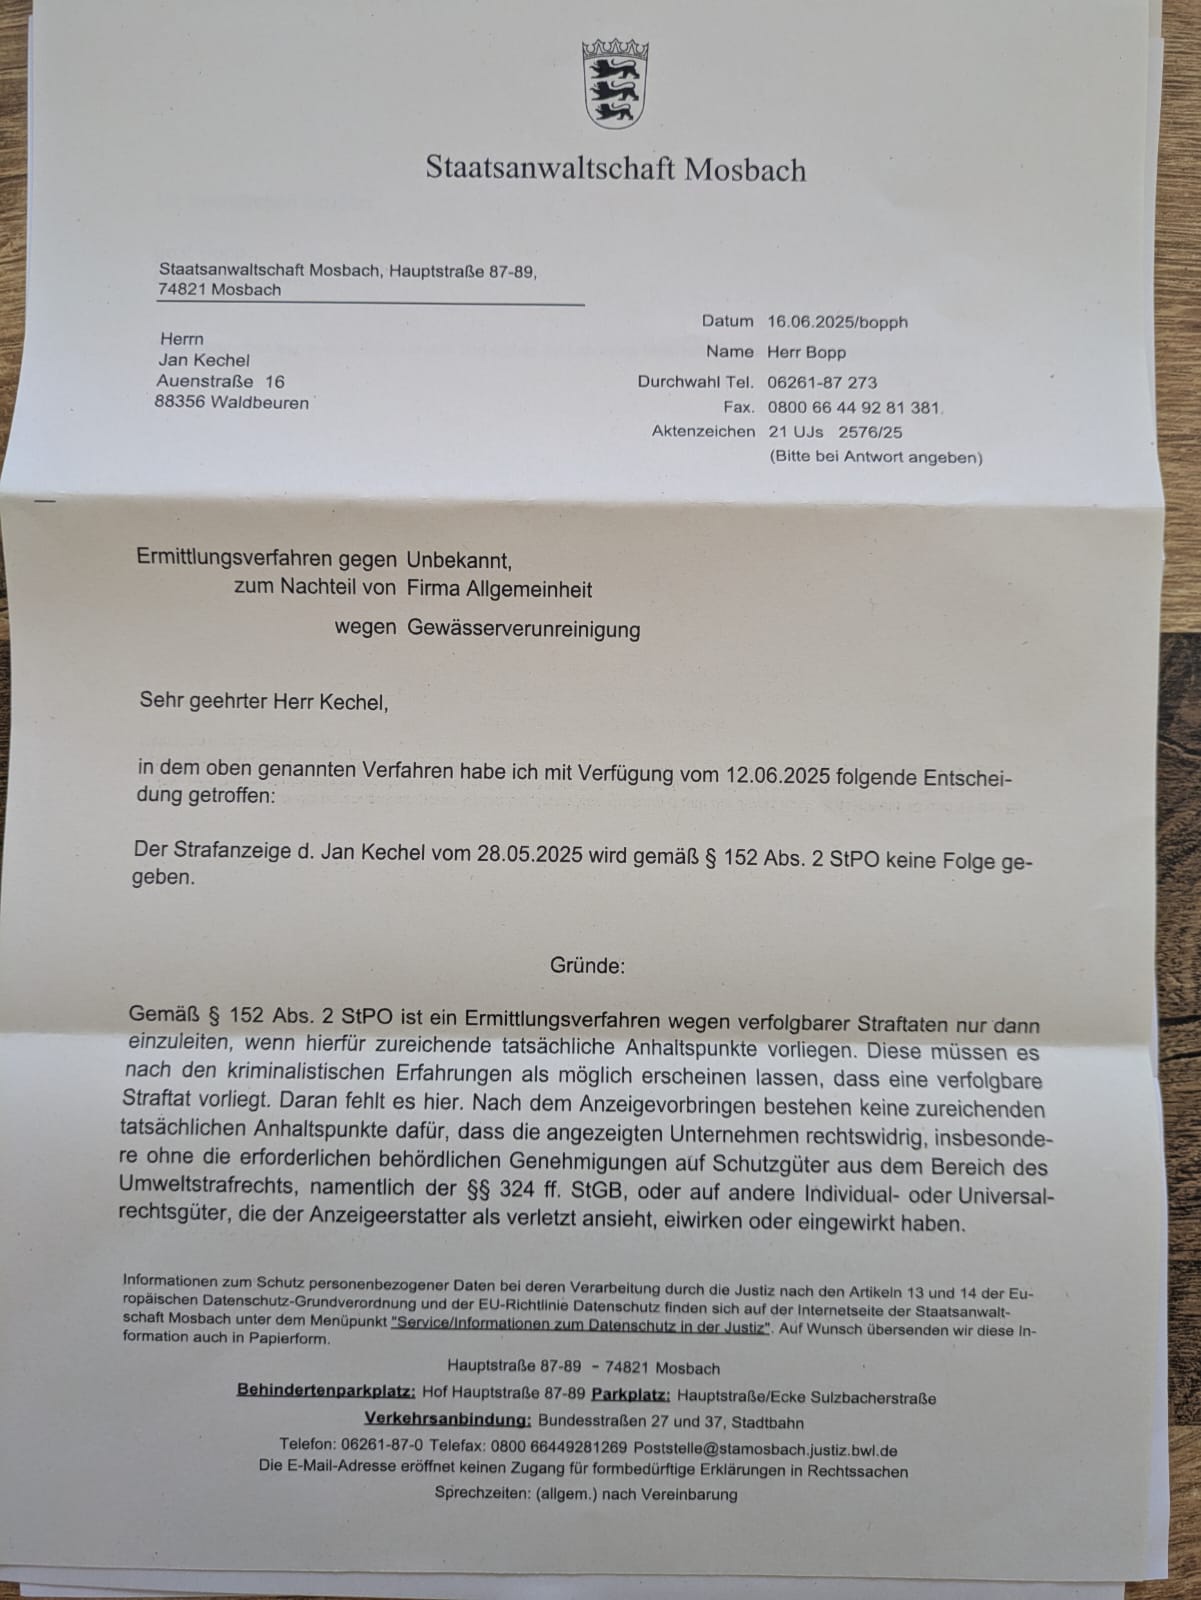 Staatsanwaltschaft Mosbach
Staatsanwaltschaft Mosbach, Hauptstraße 87-89,
74821 Mosbach
Herrn
Jan Kechel
Auenstraße 16
88356 Waldbeuren
Datum 16.06.2025/bopph
Name Herr Bopp
Durchwahl Tel. 06261-87 273
Fax. 0800 66 44 92 81 381
Aktenzeichen 21 UJs 2576/25
(Bitte bei Antwort angeben)
Ermittlungsverfahren gegen Unbekannt,
zum Nachteil von Firma Allgemeinheit
wegen Gewässerverunreinigung
Sehr geehrter Herr Kechel,
in dem oben genannten Verfahren habe ich mit Verfügung vom 12.06.2025 folgende Entschei-
dung getroffen:
Der Strafanzeige d. Jan Kechel vom 28.05.2025 wird gemäß § 152 Abs. 2 StPO keine Folge ge-
geben.
Gründe:
Gemäß § 152 Abs. 2 StPO ist ein Ermittlungsverfahren wegen verfolgbarer Straftaten nur dann
einzuleiten, wenn hierfür zureichende tatsächliche Anhaltspunkte vorliegen. Diese müssen es
nach den kriminalistischen Erfahrungen als möglich erscheinen lassen, dass eine verfolgbare
Straftat vorliegt. Daran fehlt es hier. Nach dem Anzeigevorbringen bestehen keine zureichenden
tatsächlichen Anhaltspunkte dafür, dass die angezeigten Unternehmen rechtswidrig, insbesonde-
re ohne die erforderlichen behördlichen Genehmigungen auf Schutzgüter aus dem Bereich des
Umweltstrafrechts, namentlich der §§ 324 ff. StGB, oder auf andere Individual- oder Universal-
rechtsgüter, die der Anzeigeerstatter als verletzt ansieht, eiwirken oder eingewirkt haben.
Informationen zum Schutz personenbezogener Daten bei deren Verarbeitung durch die Justiz nach den Artikeln 13 und 14 der Eu-
ropäischen Datenschutz-Grundverordnung und der EU-Richtlinie Datenschutz finden sich auf der Internetseite der Staatsanwalt-
schaft Mosbach unter dem Menüpunkt "Service/Informationen zum Datenschutz in der Justiz". Auf Wunsch übersenden wir diese In-
formation auch in Papierform.
Hauptstraße 87-89 - 74821 Mosbach
Behindertenparkplatz: Hof Hauptstraße 87-89 Parkplatz: Hauptstraße/Ecke Sulzbacherstraße
Verkehrsanbindung: Bundesstraßen 27 und 37, Stadtbahn
Telefon: 06261-87-0 Telefax: 0800 66449281269 Poststelle@stamosbach.justiz.bwl.de
Die E-Mail-Adresse eröffnet keinen Zugang für formbedürftige Erklärungen in Rechtssachen
Sprechzeiten: (allgem.) nach Vereinbarung